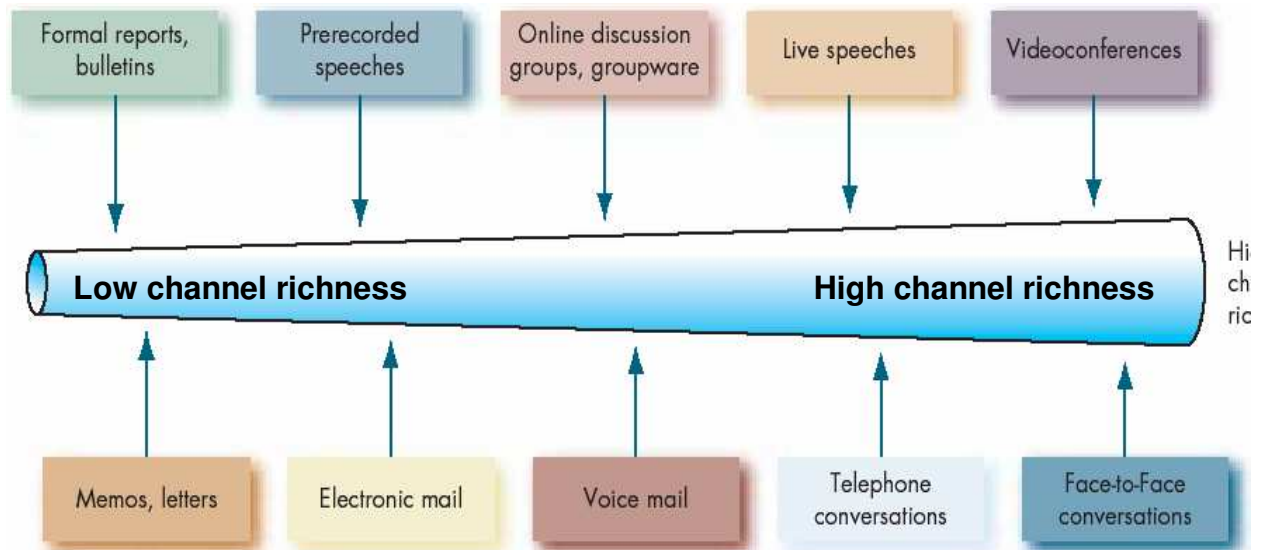 Formal reports,
bulletins
Prerecorded
speeches
Online discussion
groups, groupware
Live speeches
Videoconferences
Low channel richness
High channel richness
Memos, letters
Electronic mail
Voice mail
Telephone
conversations
Face-to-Face
conversations